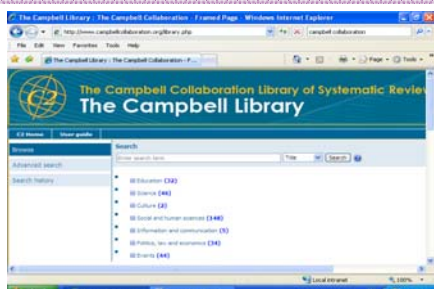 The Campbell Library : The Campbell Collaboration - Framed Page - Windows Internet Explorer
http://www.campbellcollaboration.org/library.php
campbell collaboration
File Edit View Favorites Tools Help
The Campbell Library : The Campbell Collaboration - F...
Page Tools
The Campbell Collaboration Library of Systematic Review
The Campbell Library
C2 Home User guide
Browse
Advanced search
Search history
Search
Enter search term
Title
Search
Education (32)
Science (46)
Culture (2)
Social and human sciences (148)
Information and communication (5)
Politics, law and economics (34)
Events (44)
Local intranet
100%